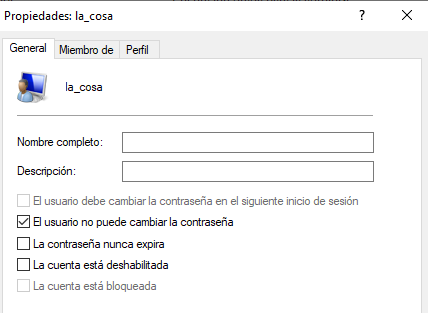 Propiedades: la_cosa
?
General
Miembro de
Perfil
la_cosa
Nombre completo:
Descripción:
El usuario debe cambiar la contraseña en el siguiente inicio de sesión
El usuario no puede cambiar la contraseña
La contraseña nunca expira
La cuenta está deshabilitada
La cuenta está bloqueada